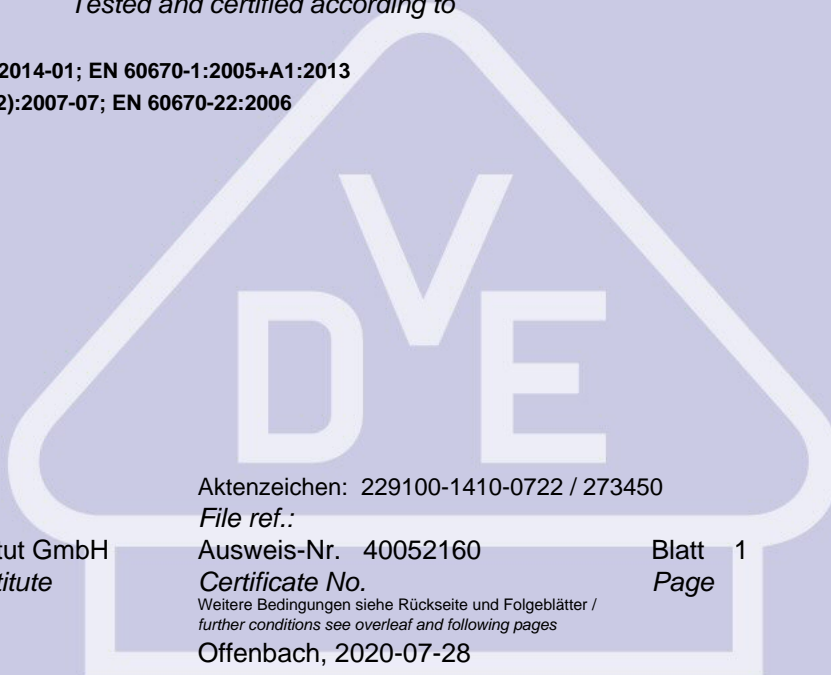 Tested and certified according to
2014-01; EN 60670-1:2005+A1:2013
2):2007-07; EN 60670-22:2006
VDE
Aktenzeichen: 229100-1410-0722 / 273450
File ref.:
tut GmbH Ausweis-Nr. 40052160 Blatt 1
titute Certificate No. Page
Weitere Bedingungen siehe Rückseite und Folgeblätter /
further conditions see overleaf and following pages
Offenbach, 2020-07-28